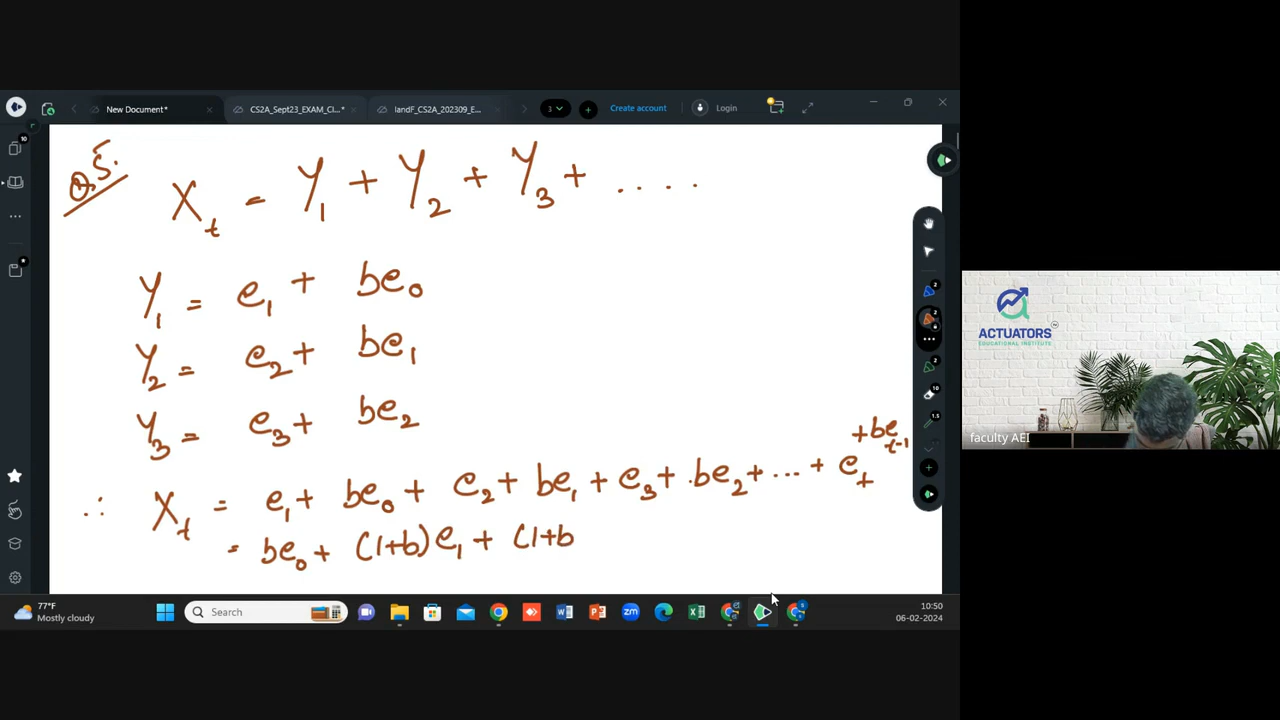 New Document*
CS2A_Sept23_EXAM_Cl...*
IandF_CS2A_202309_E...
3
Create account
Login
Q.5.
X_t = Y_1 + Y_2 + Y_3 + .....
Y_1 = e_1 + be_0
Y_2 = e_2 + be_1
Y_3 = e_3 + be_2
∴ X_t = e_1 + be_0 + e_2 + be_1 + e_3 + be_2 + ... + e_t + be_{t-1}
= be_0 + (1+b)e_1 + (1+b
ACTUATORS
EDUCATIONAL INSTITUTE
faculty AEI
77°F
Mostly cloudy
Search
10:50
06-02-2024